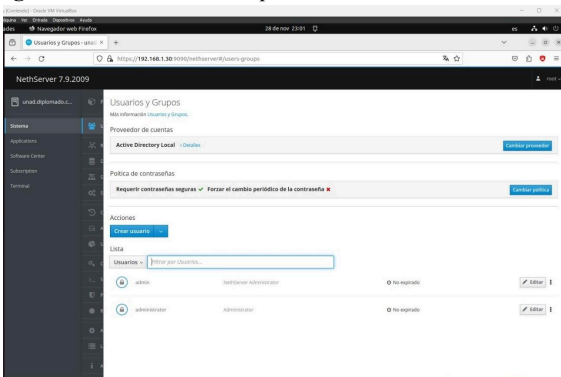 [Corriendo] - Oracle VM VirtualBox
Máquina Ver Entrada Dispositivos Ayuda
Navegador web Firefox
28 de nov 23:01
es
Usuarios y Grupos - unad
https://192.168.1.30:9090/nethserver#/users-groups
NethServer 7.9.2009
root
unad.diplomado.c...
Sistema
Applications
Software Center
Subscription
Terminal
Usuarios y Grupos
Más información Usuarios y Grupos.
Proveedor de cuentas
Active Directory Local
Detalles
Cambiar proveedor
Política de contraseñas
Requerir contraseñas seguras ✔ Forzar el cambio periódico de la contraseña ✖
Cambiar política
Acciones
Crear usuario
Lista
Usuarios
Filtrar por Usuarios...
admin
NethServer Administrator
No expirado
Editar
administrator
Administrator
No expirado
Editar